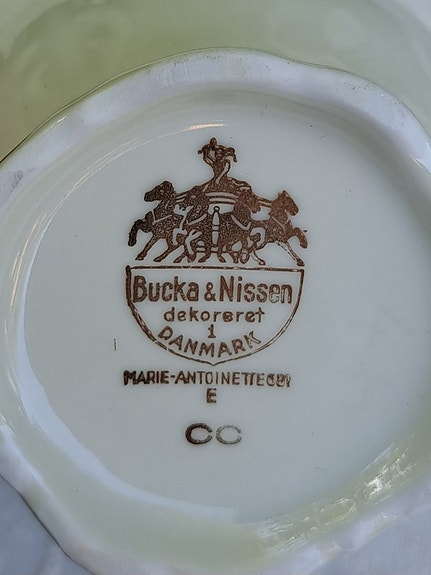 Bucka & Nissen
dekoreret
1
DANMARK
MARIE-ANTOINETTE
E
CC